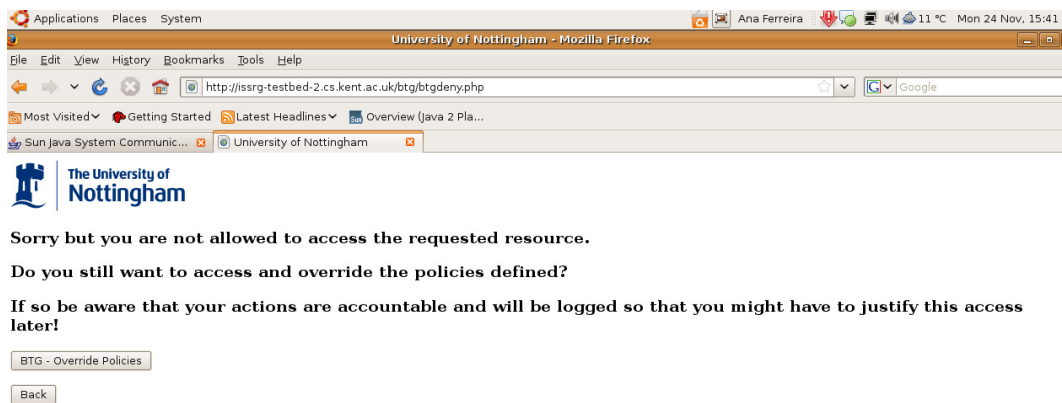 Applications Places System Ana Ferreira 11 °C Mon 24 Nov, 15:41
University of Nottingham - Mozilla Firefox
File Edit View History Bookmarks Tools Help
http://issrg-testbed-2.cs.kent.ac.uk/btg/btgdeny.php G Google
Most Visited Getting Started Latest Headlines Sun Overview (Java 2 Pla...
Sun Java System Communic... University of Nottingham
The University of
Nottingham
Sorry but you are not allowed to access the requested resource.
Do you still want to access and override the policies defined?
If so be aware that your actions are accountable and will be logged so that you might have to justify this access
later!
BTG - Override Policies
Back